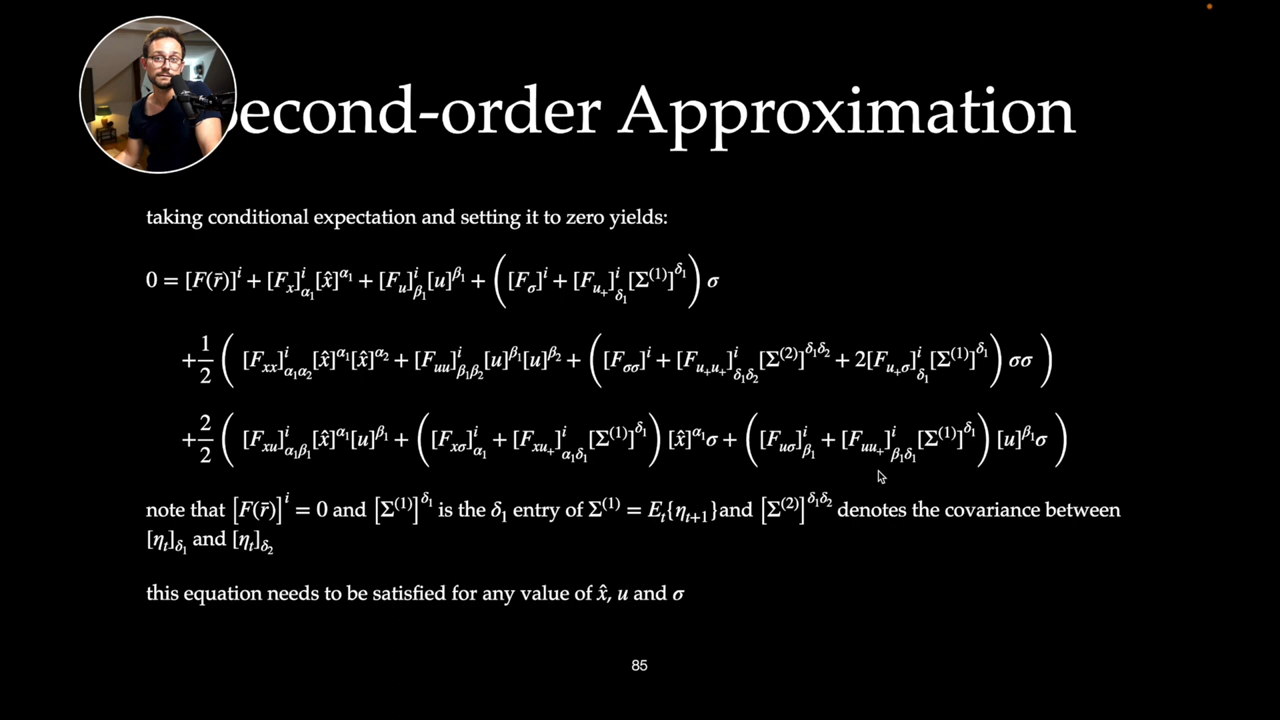 Second-order Approximation
taking conditional expectation and setting it to zero yields:
0 = [F(r̄)]^i + [F_x]^i_{α₁}[x̂]^{α₁} + [F_u]^i_{β₁}[u]^{β₁} + ( [F_σ]^i + [F_{u₊}]^i_{δ₁}[Σ^{(1)}]^{δ₁} ) σ
+ 1/2 ( [F_{xx}]^i_{α₁α₂}[x̂]^{α₁}[x̂]^{α₂} + [F_{uu}]^i_{β₁β₂}[u]^{β₁}[u]^{β₂} + ( [F_{σσ}]^i + [F_{u₊u₊}]^i_{δ₁δ₂}[Σ^{(2)}]^{δ₁δ₂} + 2[F_{u₊σ}]^i_{δ₁}[Σ^{(1)}]^{δ₁} ) σσ )
+ 2/2 ( [F_{xu}]^i_{α₁β₁}[x̂]^{α₁}[u]^{β₁} + ( [F_{xσ}]^i_{α₁} + [F_{xu₊}]^i_{α₁δ₁}[Σ^{(1)}]^{δ₁} ) [x̂]^{α₁}σ + ( [F_{uσ}]^i_{β₁} + [F_{uu₊}]^i_{β₁δ₁}[Σ^{(1)}]^{δ₁} ) [u]^{β₁}σ )
note that [F(r̄)]^i = 0 and [Σ^{(1)}]^{δ₁} is the δ₁ entry of Σ^{(1)} = E_t{η_{t+1}}and [Σ^{(2)}]^{δ₁δ₂} denotes the covariance between
[η_t]_{δ₁} and [η_t]_{δ₂}
this equation needs to be satisfied for any value of x̂, u and σ
85